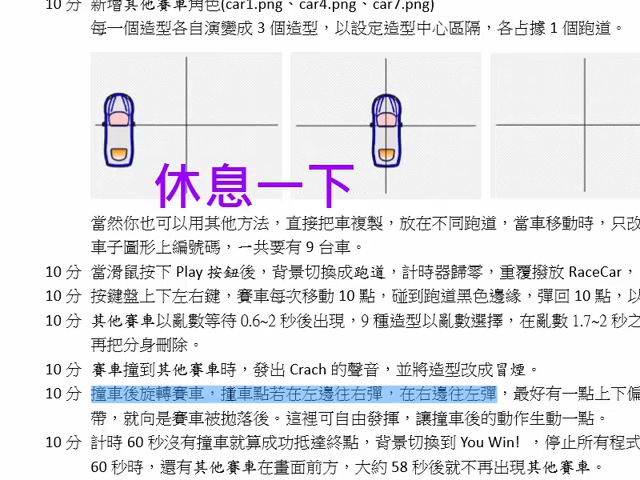 10 分 新增其他賽車角色(car1.png、car4.png、car7.png)
每一個造型各自演變成 3 個造型，以設定造型中心區隔，各占據 1 個跑道。
休息一下
當然你也可以用其他方法，直接把車複製，放在不同跑道，當車移動時，只改
車子圖形上編號碼，一共要有 9 台車。
10 分 當滑鼠按下 Play 按鈕後，背景切換成跑道，計時器歸零，重覆撥放 RaceCar，
10 分 按鍵盤上下左右鍵，賽車每次移動 10 點，碰到跑道黑色邊緣，彈回 10 點，以
10 分 其他賽車以亂數等待 0.6~2 秒後出現，9 種造型以亂數選擇，在亂數 1.7~2 秒之
再把分身刪除。
10 分 賽車撞到其他賽車時，發出 Crach 的聲音，並將造型改成冒煙。
10 分 撞車後旋轉賽車，撞車點若在左邊往右彈，在右邊往左彈，最好有一點上下偏
帶，就向是賽車被拋落後。這裡可自由發揮，讓撞車後的動作生動一點。
10 分 計時 60 秒沒有撞車就算成功抵達終點，背景切換到 You Win! ，停止所有程式
60 秒時，還有其他賽車在畫面前方，大約 58 秒後就不再出現其他賽車。